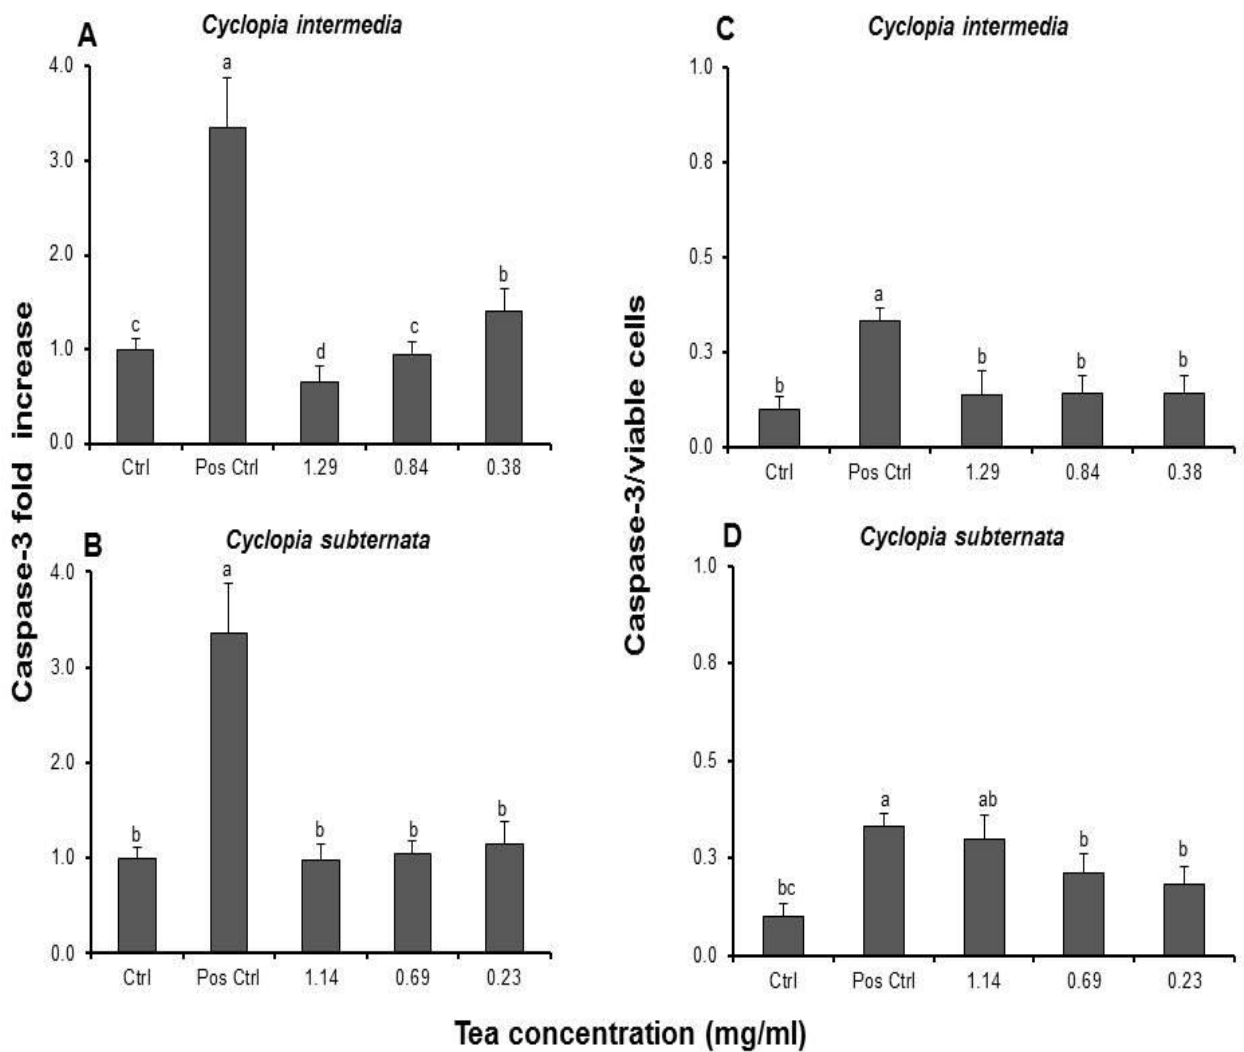 A
Cyclopia intermedia
4.0
3.0
2.0
1.0
0.0
a
b
c
c
d
Ctrl Pos Ctrl 1.29 0.84 0.38
B
Cyclopia subternata
4.0
3.0
2.0
1.0
0.0
a
b
b
b
b
Ctrl Pos Ctrl 1.14 0.69 0.23
Caspase-3 fold increase
C
Cyclopia intermedia
1.0
0.8
0.5
0.3
0.0
a
b
b
b
b
Ctrl Pos Ctrl 1.29 0.84 0.38
D
Cyclopia subternata
1.0
0.8
0.5
0.3
0.0
a
ab
b
b
bc
Ctrl Pos Ctrl 1.14 0.69 0.23
Caspase-3/viable cells
Tea concentration (mg/ml)